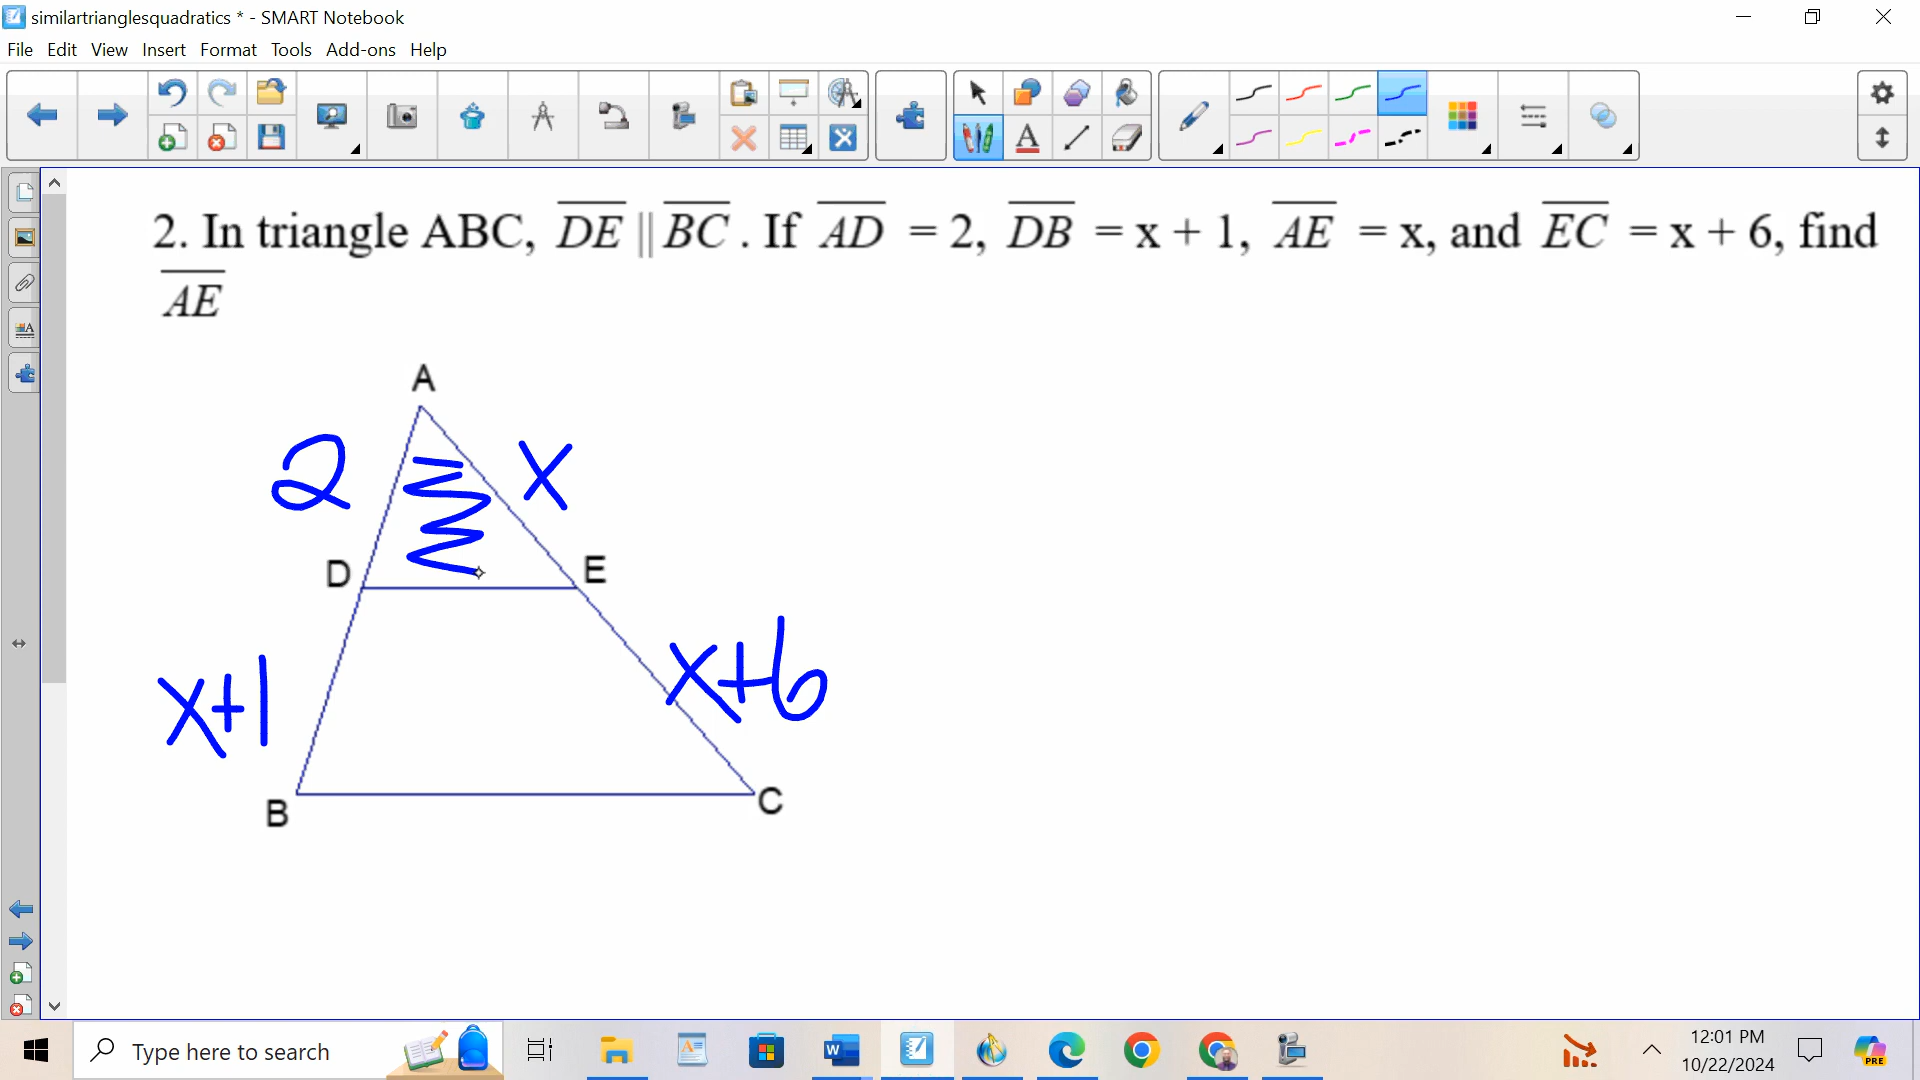 similartrianglesquadratics * - SMART Notebook
File Edit View Insert Format Tools Add-ons Help
2. In triangle ABC, DE || BC . If AD = 2, DB = x + 1, AE = x, and EC = x + 6, find
AE
A
2 x
D E
x+1 x+6
B C
Type here to search
12:01 PM
10/22/2024
PRE